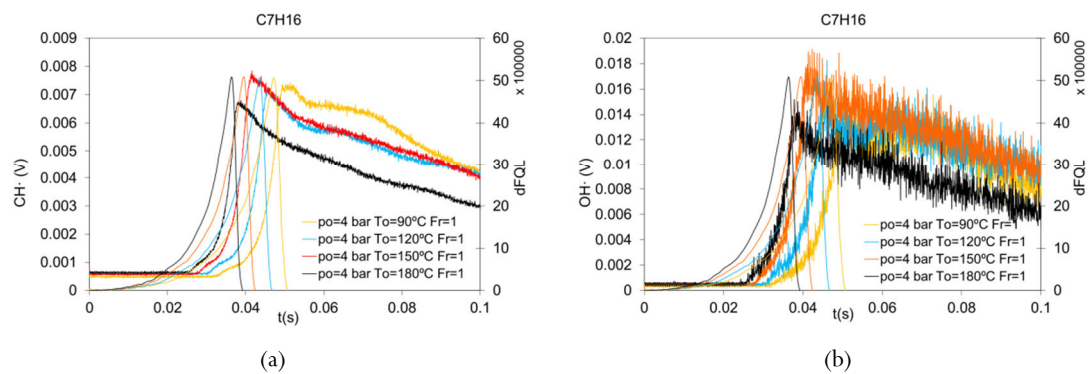 C7H16
0.009
0.008
0.007
0.006
0.005
0.004
0.003
0.002
0.001
0
CH· (V)
60
50
40
30
20
10
0
x 100000
dFQL
po=4 bar To=90ºC Fr=1
po=4 bar To=120ºC Fr=1
po=4 bar To=150ºC Fr=1
po=4 bar To=180ºC Fr=1
0 0.02 0.04 0.06 0.08 0.1
t(s)
(a)
C7H16
0.02
0.018
0.016
0.014
0.012
0.01
0.008
0.006
0.004
0.002
0
OH· (V)
60
50
40
30
20
10
0
x 100000
dFQL
po=4 bar To=90ºC Fr=1
po=4 bar To=120ºC Fr=1
po=4 bar To=150ºC Fr=1
po=4 bar To=180ºC Fr=1
0 0.02 0.04 0.06 0.08 0.1
t(s)
(b)